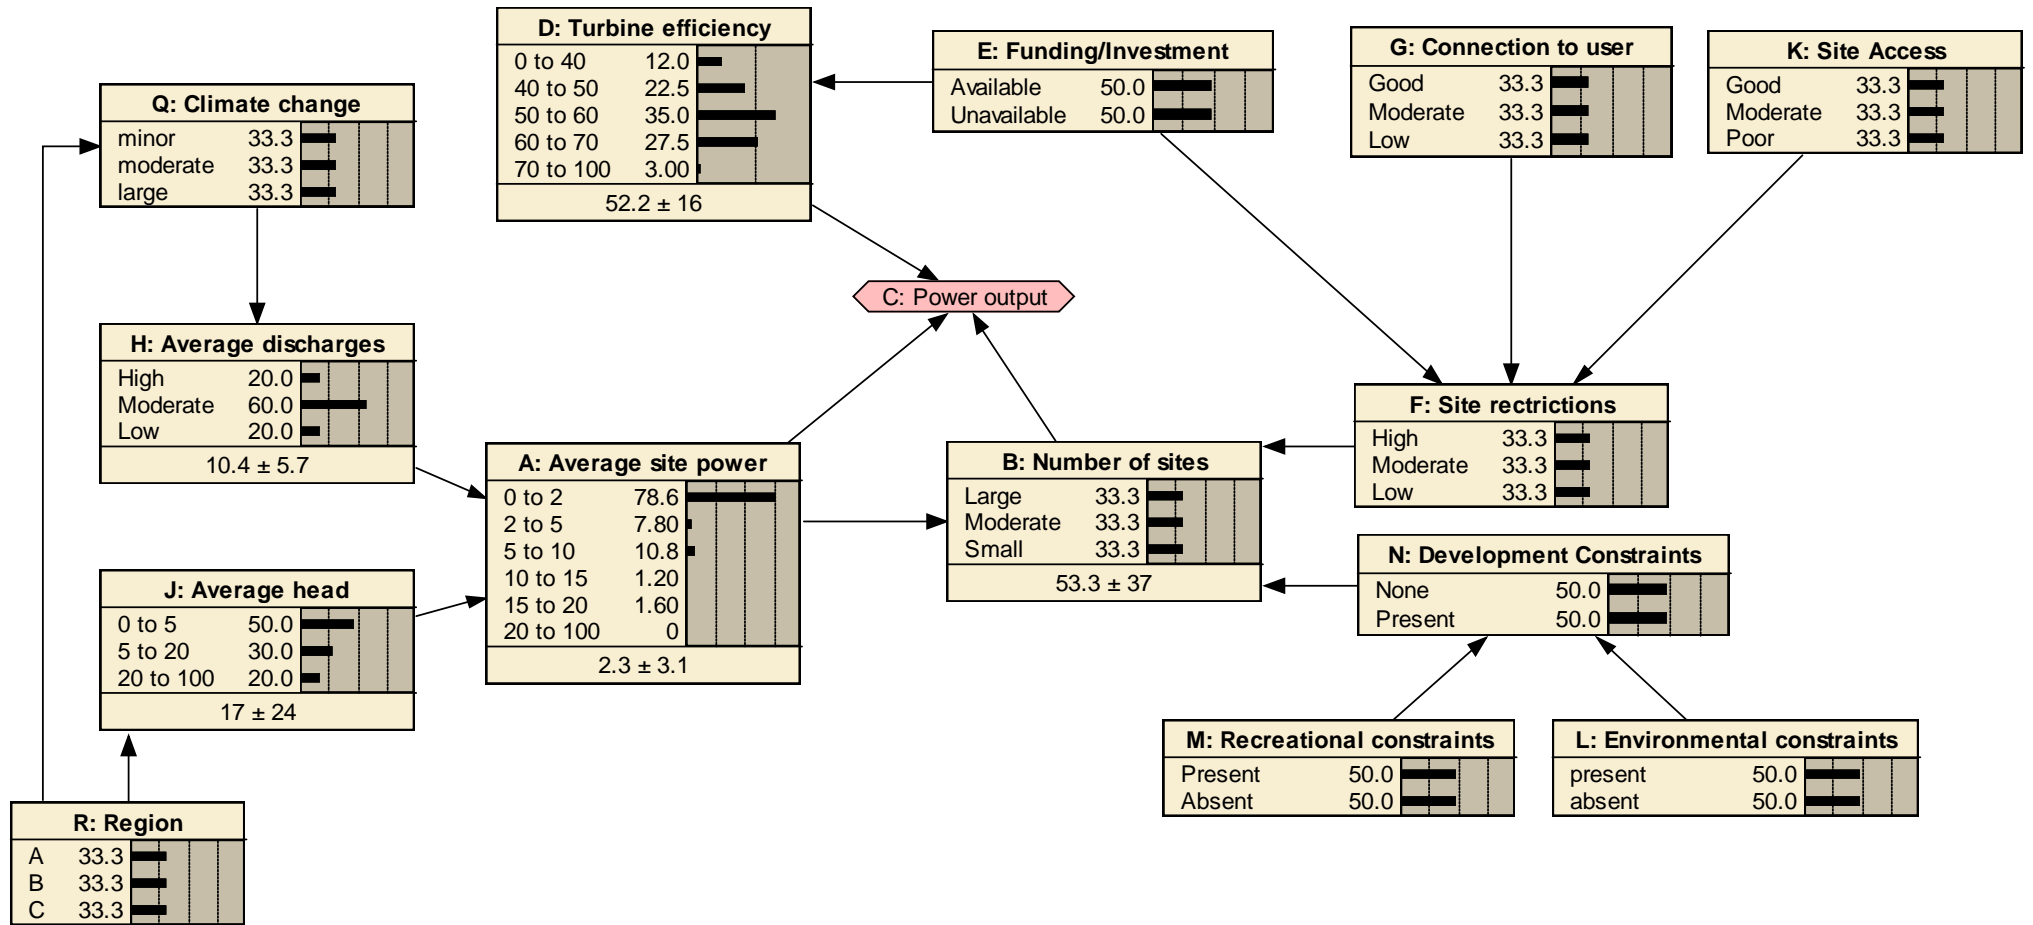 D: Turbine efficiency
0 to 40 12.0
40 to 50 22.5
50 to 60 35.0
60 to 70 27.5
70 to 100 3.00
52.2 ± 16
E: Funding/Investment
Available 50.0
Unavailable 50.0
G: Connection to user
Good 33.3
Moderate 33.3
Low 33.3
K: Site Access
Good 33.3
Moderate 33.3
Poor 33.3
Q: Climate change
minor 33.3
moderate 33.3
large 33.3
C: Power output
H: Average discharges
High 20.0
Moderate 60.0
Low 20.0
10.4 ± 5.7
A: Average site power
0 to 2 78.6
2 to 5 7.80
5 to 10 10.8
10 to 15 1.20
15 to 20 1.60
20 to 100 0
2.3 ± 3.1
B: Number of sites
Large 33.3
Moderate 33.3
Small 33.3
53.3 ± 37
F: Site rectrictions
High 33.3
Moderate 33.3
Low 33.3
N: Development Constraints
None 50.0
Present 50.0
J: Average head
0 to 5 50.0
5 to 20 30.0
20 to 100 20.0
17 ± 24
M: Recreational constraints
Present 50.0
Absent 50.0
L: Environmental constraints
present 50.0
absent 50.0
R: Region
A 33.3
B 33.3
C 33.3